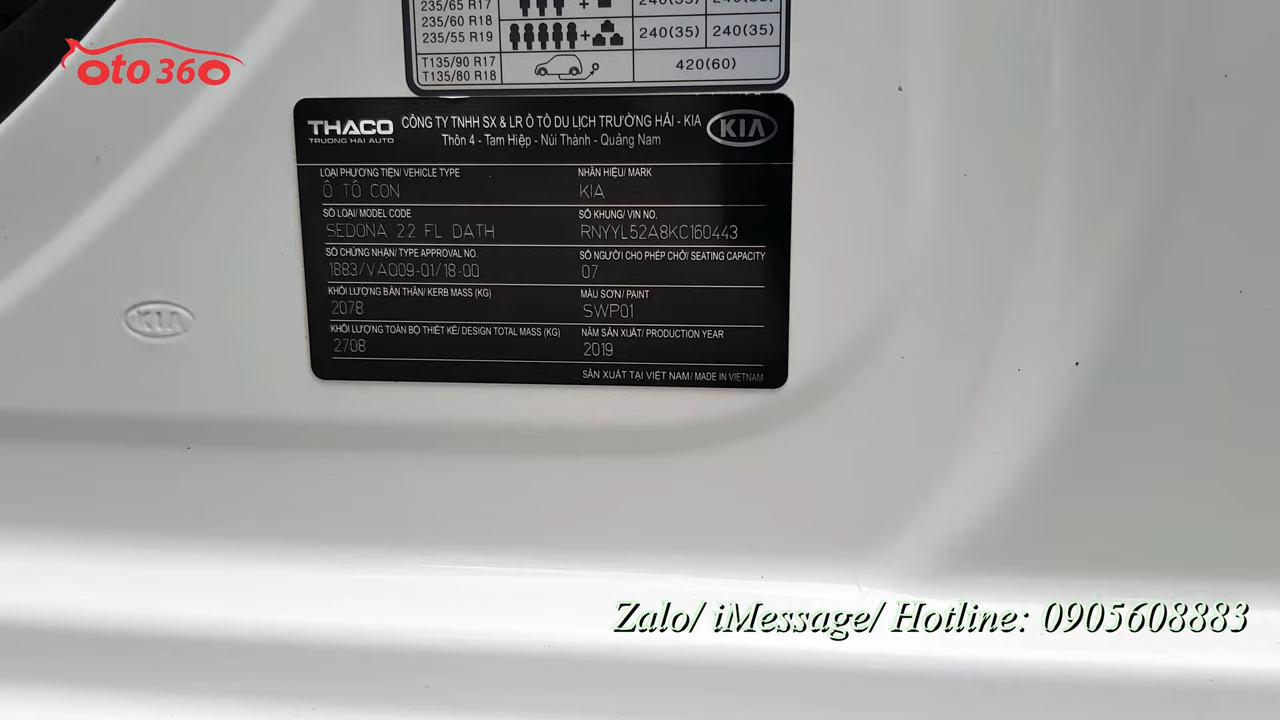 235/65 R17
+
235/60 R18
235/55 R19
+
240(35)
240(35)
T135/90 R17
T135/80 R18
420(60)
oto360
THACO
TRUONG HAI AUTO
CÔNG TY TNHH SX & LR Ô TÔ DU LỊCH TRƯỜNG HẢI - KIA
Thôn 4 - Tam Hiệp - Núi Thành - Quảng Nam
KIA
LOẠI PHƯƠNG TIỆN/ VEHICLE TYPE
Ô TÔ CON
NHÃN HIỆU/ MARK
KIA
SỐ LOẠI/ MODEL CODE
SEDONA 2.2 FL DATH
SỐ KHUNG/ VIN NO.
RNYYL52A8KC160443
SỐ CHỨNG NHẬN/ TYPE APPROVAL NO.
1883/VAQ09-01/18-00
SỐ NGƯỜI CHO PHÉP CHỞ/ SEATING CAPACITY
07
KHỐI LƯỢNG BẢN THÂN/ KERB MASS (KG)
2078
MÀU SƠN/ PAINT
SWP01
KHỐI LƯỢNG TOÀN BỘ THIẾT KẾ/ DESIGN TOTAL MASS (KG)
2708
NĂM SẢN XUẤT/ PRODUCTION YEAR
2019
SẢN XUẤT TẠI VIỆT NAM/ MADE IN VIETNAM
KIA
Zalo/ iMessage/ Hotline: 0905608883